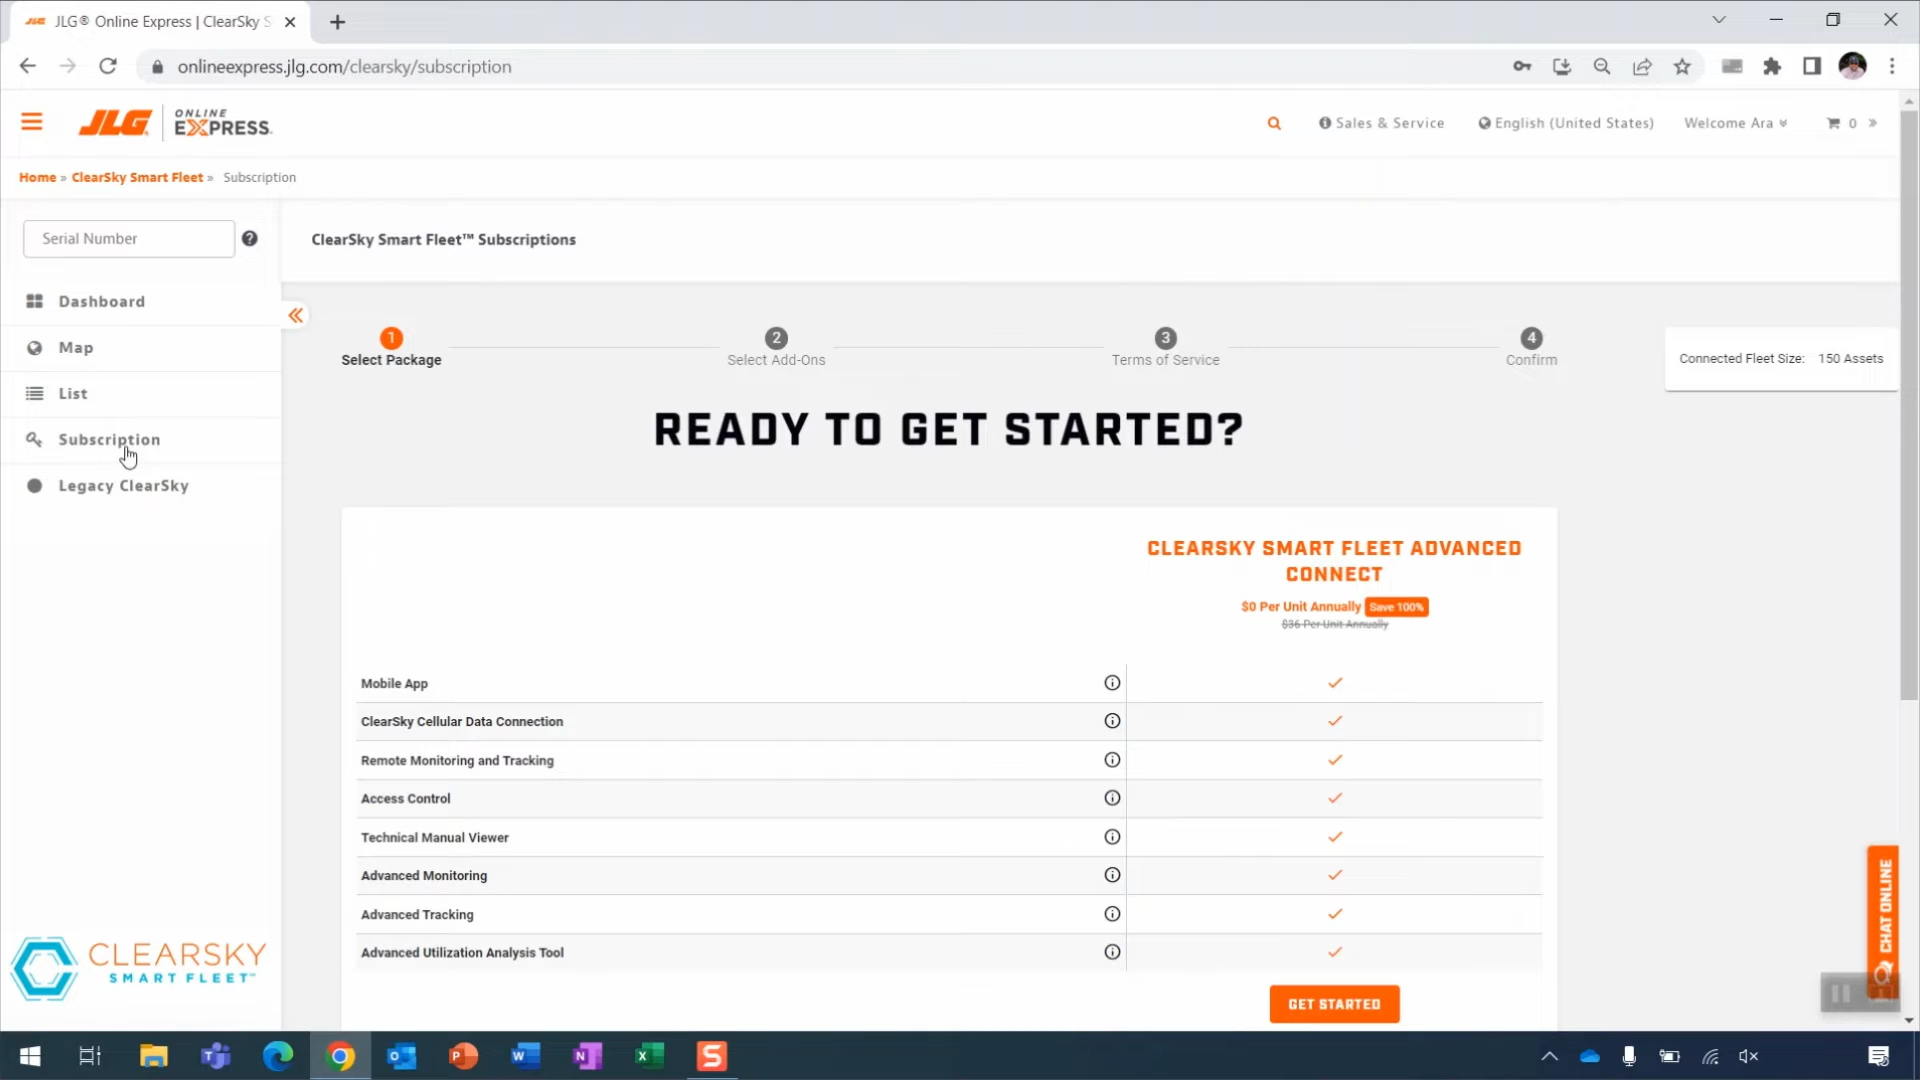 JLG® Online Express | ClearSky S
onlineexpress.jlg.com/clearsky/subscription
JLG ONLINE EXPRESS
Sales & Service
English (United States)
Welcome Ara
0
Home » ClearSky Smart Fleet » Subscription
Serial Number
ClearSky Smart Fleet™ Subscriptions
Dashboard
Map
List
Subscription
Legacy ClearSky
1
Select Package
2
Select Add-Ons
3
Terms of Service
4
Confirm
Connected Fleet Size: 150 Assets
READY TO GET STARTED?
CLEARSKY SMART FLEET ADVANCED
CONNECT
$0 Per Unit Annually Save 100%
$36 Per Unit Annually
Mobile App
ClearSky Cellular Data Connection
Remote Monitoring and Tracking
Access Control
Technical Manual Viewer
Advanced Monitoring
Advanced Tracking
Advanced Utilization Analysis Tool
GET STARTED
CHAT ONLINE
CLEARSKY
SMART FLEET™